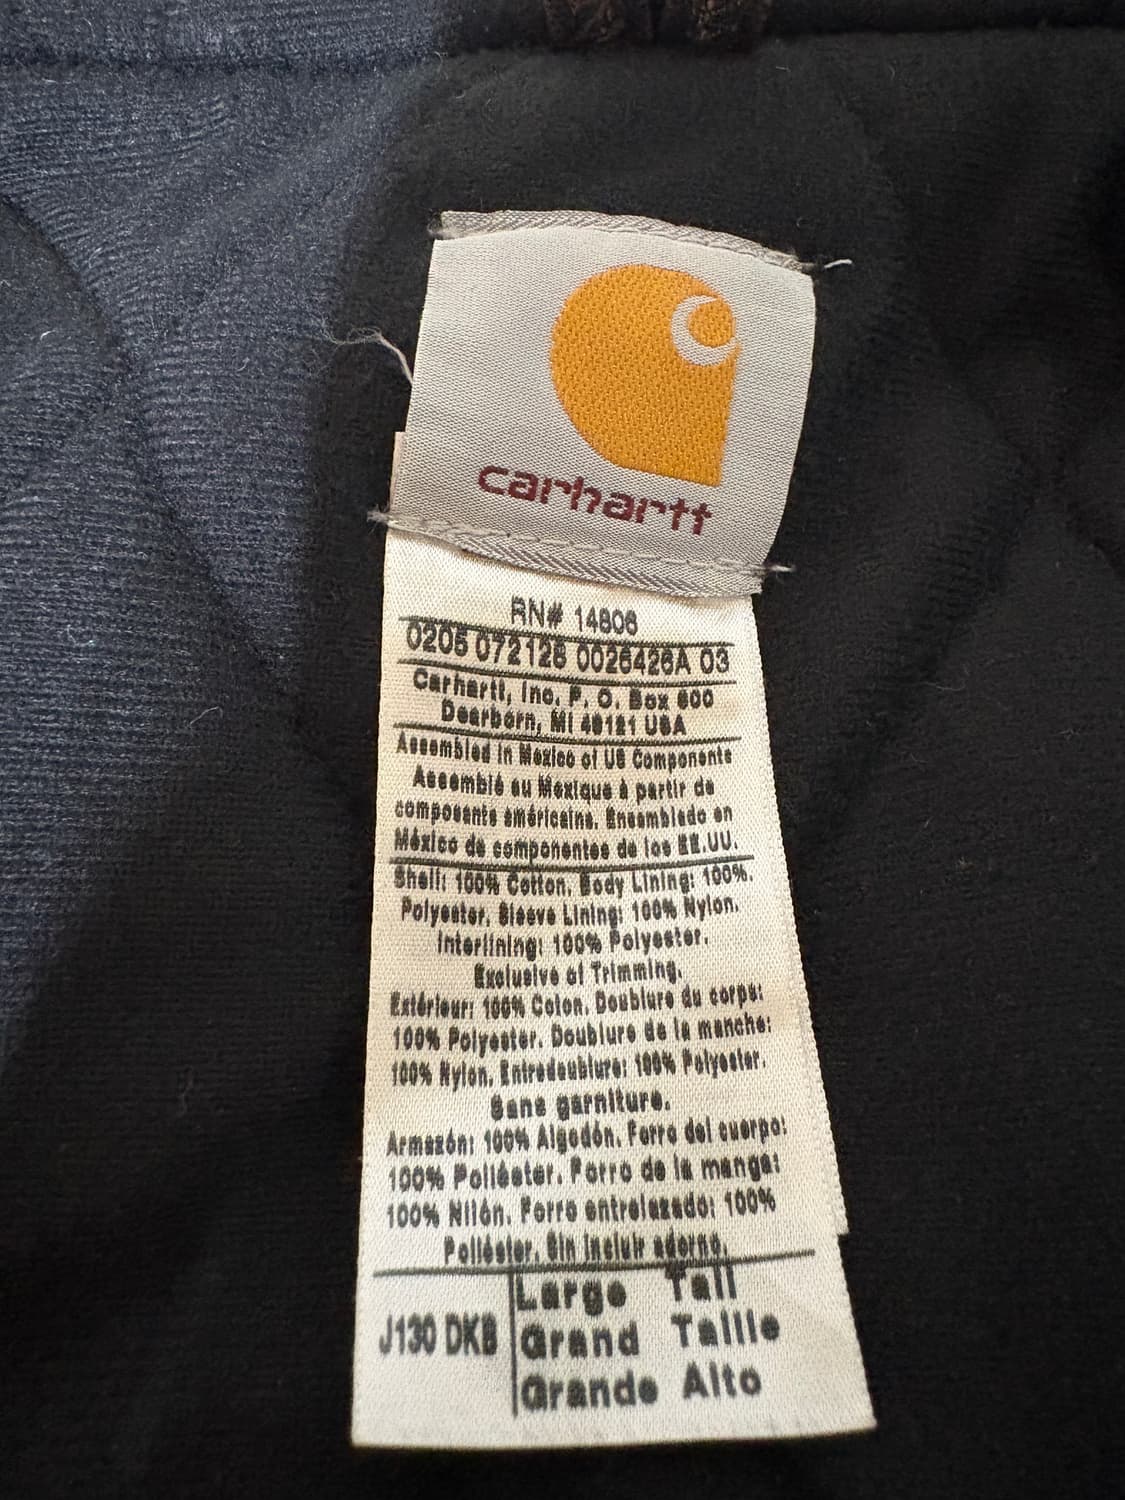 carhartt
RN# 14806
0205 072128 0026426A 03
Carhartt, Inc. P. O. Box 600
Dearborn, MI 48121 USA
Assembled in Mexico of US Components
Assemblé au Mexique à partir de
composants américains. Ensamblado en
México de componentes de los EE.UU.
Shell: 100% Cotton. Body Lining: 100%.
Polyester. Sleeve Lining: 100% Nylon.
Interlining: 100% Polyester.
Exclusive of Trimming.
Extérieur: 100% Coton. Doublure du corps:
100% Polyester. Doublure de la manche:
100% Nylon. Entredoublure: 100% Polyester.
Sans garniture.
Armazón: 100% Algodón. Forro del cuerpo:
100% Poliéster. Forro de la manga:
100% Nilón. Forro entrelazado: 100%
Poliéster. Sin incluir adorno.
J130 DKB
Large Tall
Grand Taille
Grande Alto